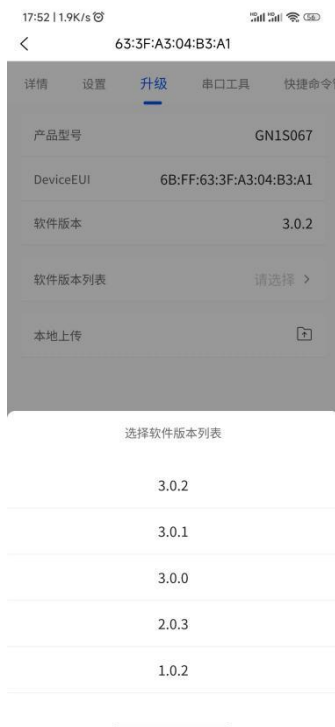 17:52 | 1.9K/s
63:3F:A3:04:B3:A1
详情 设置 升级 串口工具 快捷命令
产品型号 GN1S067
DeviceEUI 6B:FF:63:3F:A3:04:B3:A1
软件版本 3.0.2
软件版本列表 请选择 >
本地上传
选择软件版本列表
3.0.2
3.0.1
3.0.0
2.0.3
1.0.2